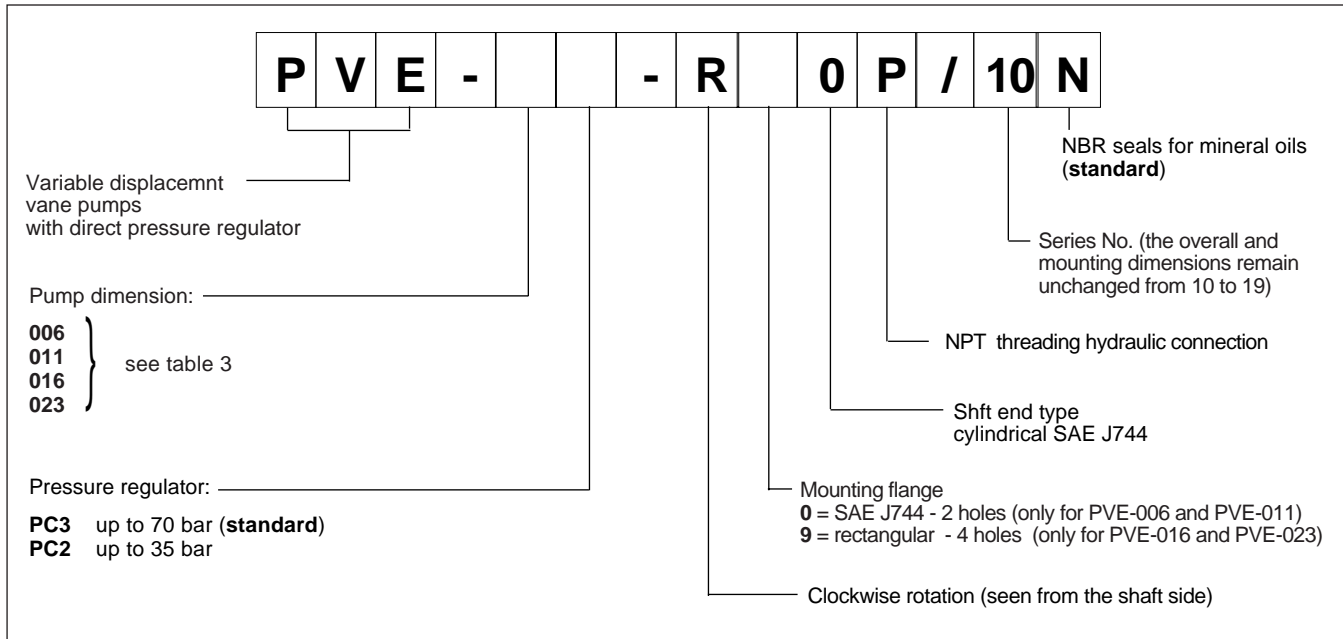 P V E - - R 0 P / 10 N
NBR seals for mineral oils
(standard)
Variable displacemnt
vane pumps
with direct pressure regulator
Series No. (the overall and
mounting dimensions remain
unchanged from 10 to 19)
Pump dimension:
006
011
016
023
see table 3
NPT threading hydraulic connection
Shft end type
cylindrical SAE J744
Pressure regulator:
PC3 up to 70 bar (standard)
PC2 up to 35 bar
Mounting flange
0 = SAE J744 - 2 holes (only for PVE-006 and PVE-011)
9 = rectangular - 4 holes (only for PVE-016 and PVE-023)
Clockwise rotation (seen from the shaft side)